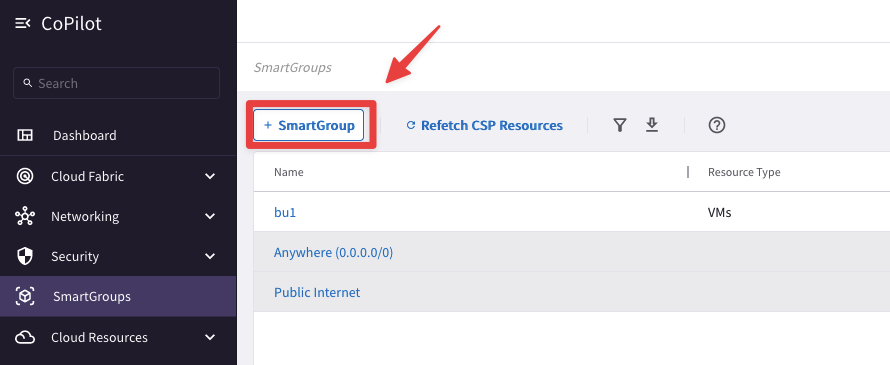 CoPilot
Search
Dashboard
Cloud Fabric
Networking
Security
SmartGroups
Cloud Resources
SmartGroups
+ SmartGroup
Refetch CSP Resources
Name
Resource Type
bu1
VMs
Anywhere (0.0.0.0/0)
Public Internet